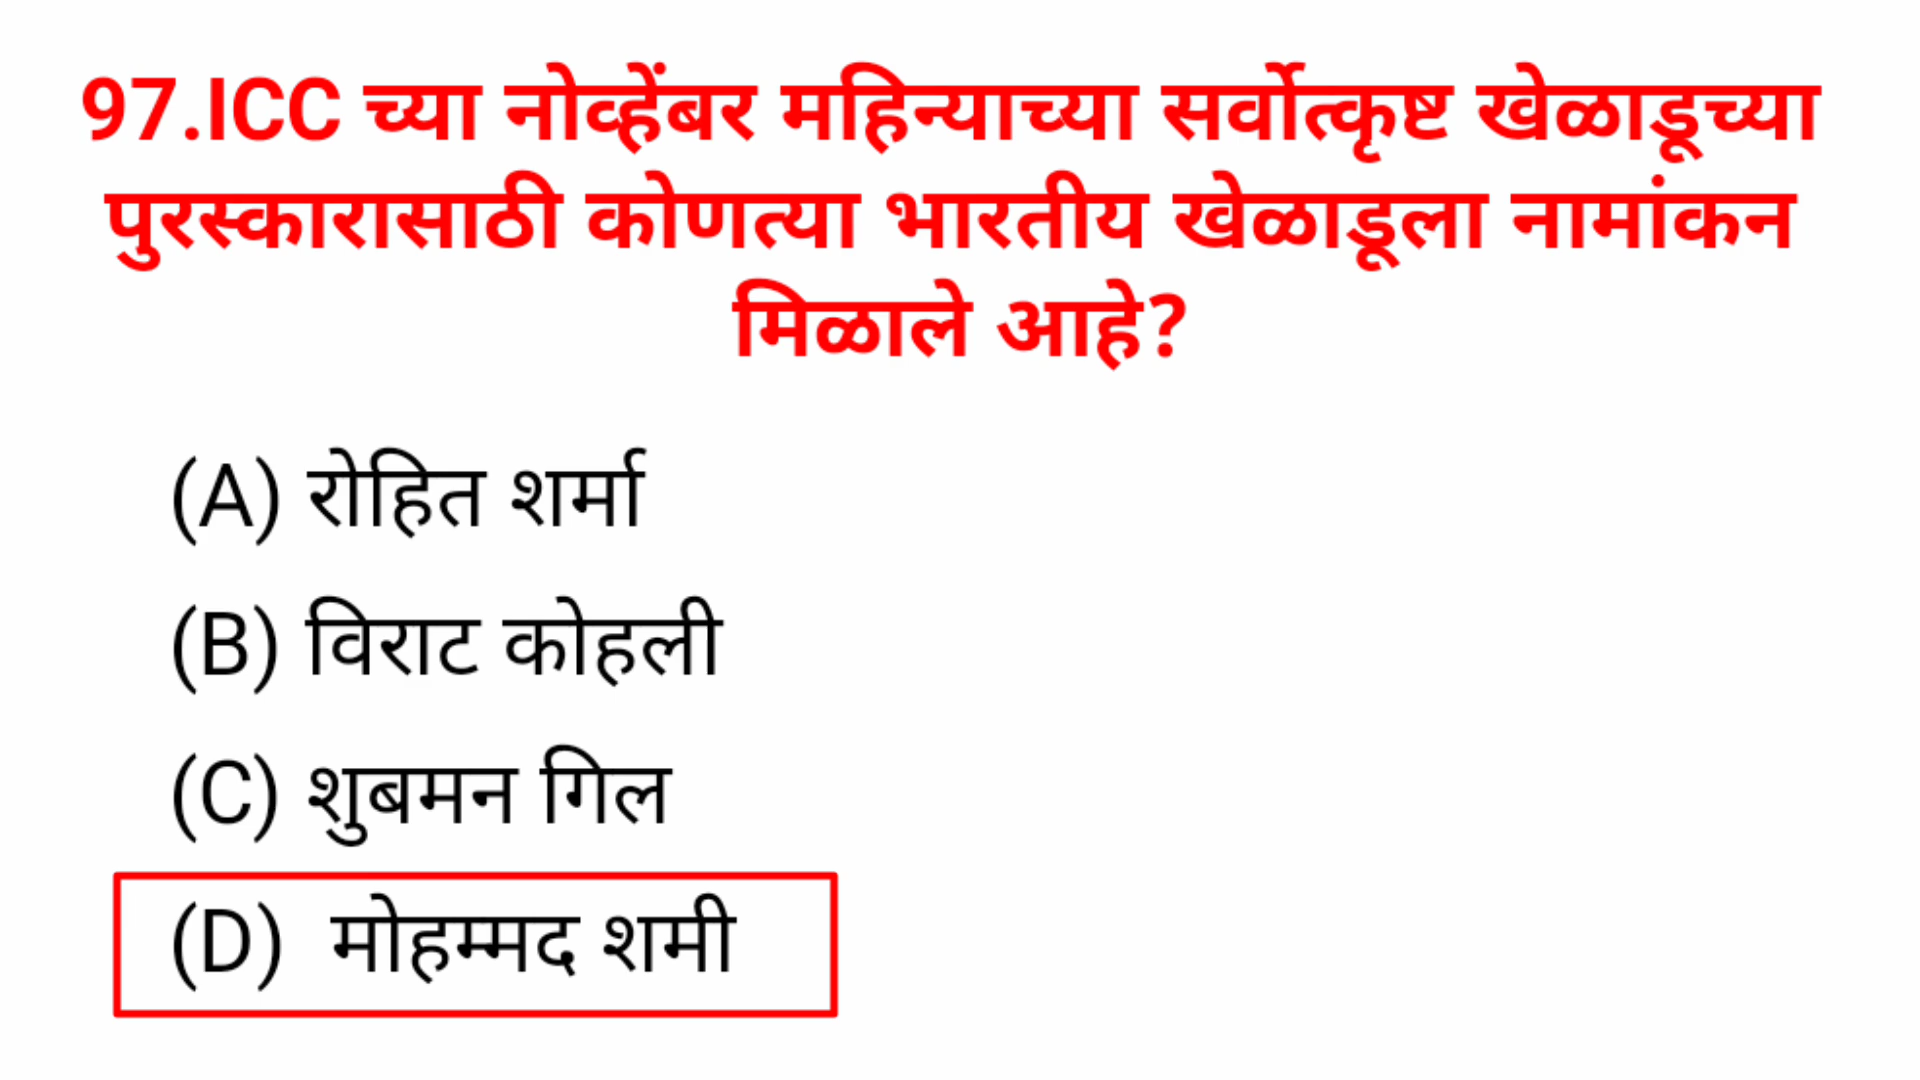 97.ICC च्या नोव्हेंबर महिन्याच्या सर्वोत्कृष्ट खेळाडूच्या
पुरस्कारासाठी कोणत्या भारतीय खेळाडूला नामांकन
मिळाले आहे?
(A) रोहित शर्मा
(B) विराट कोहली
(C) शुबमन गिल
(D) मोहम्मद शमी